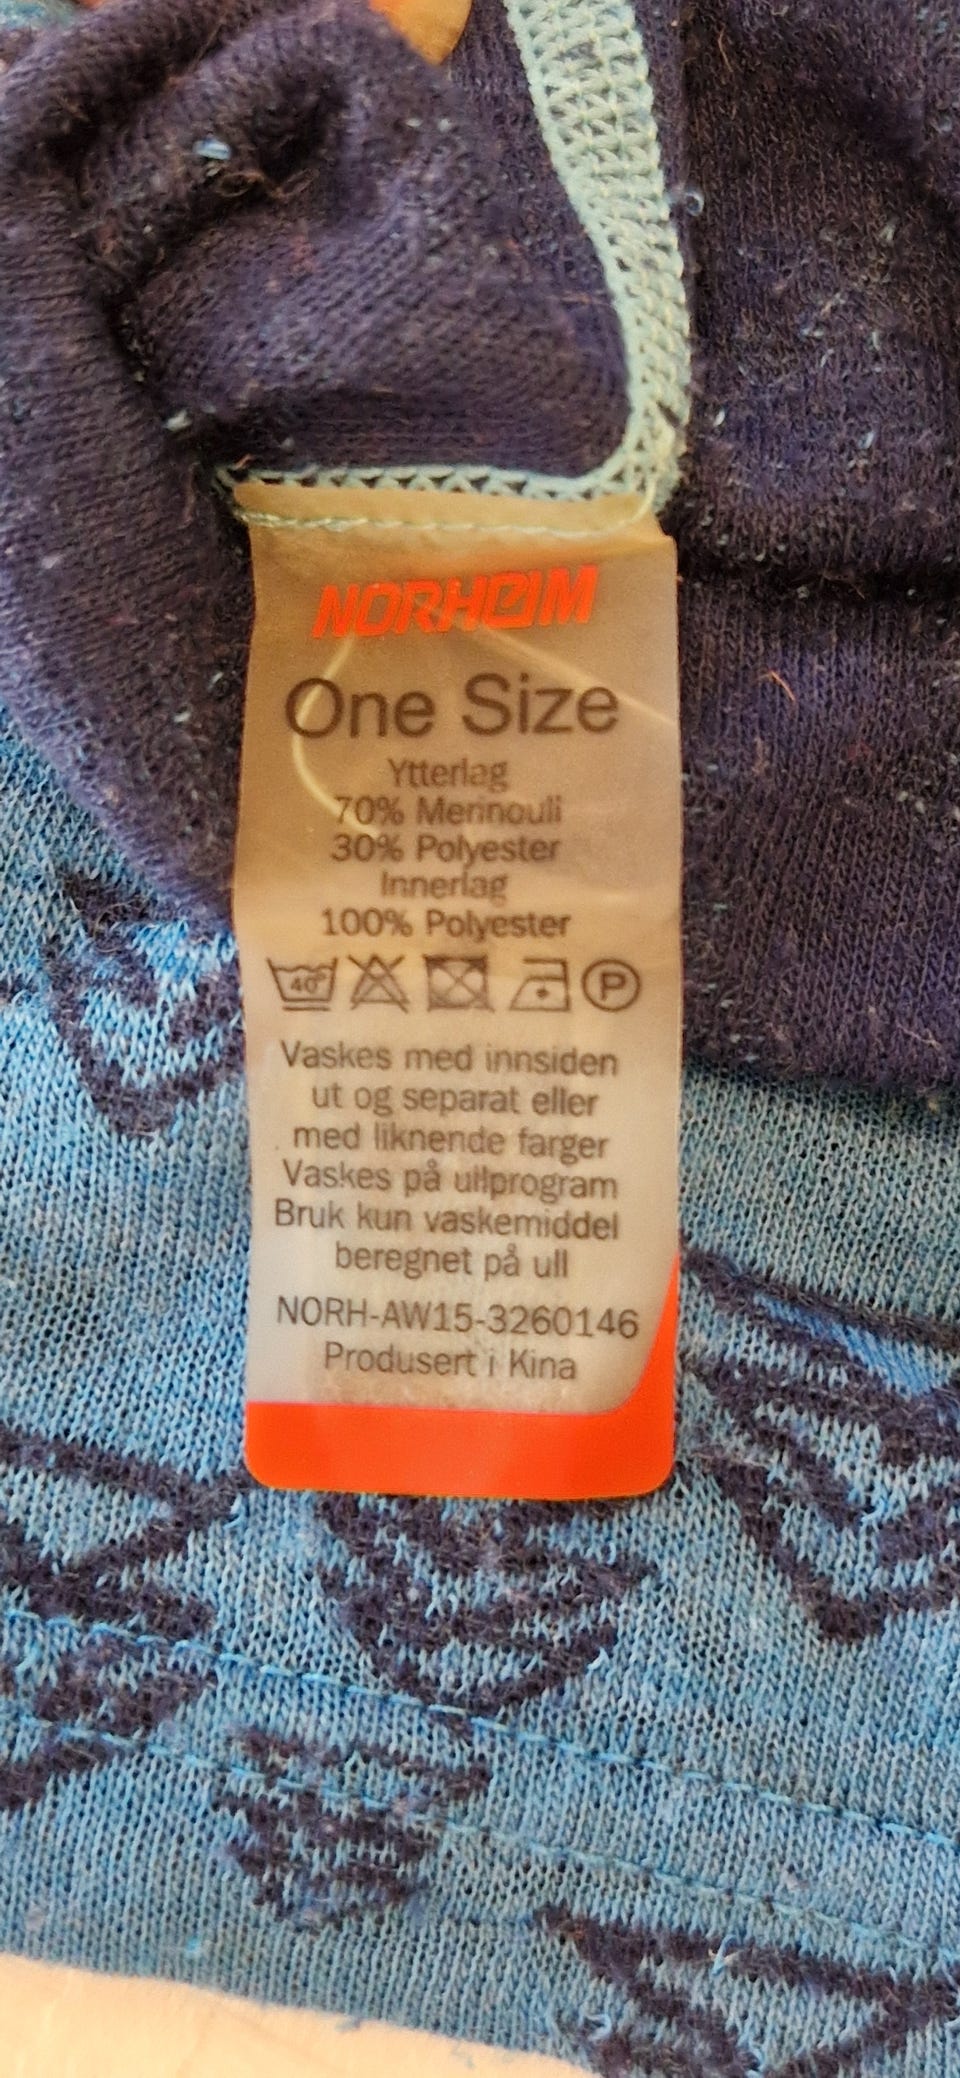 NORHEIM
One Size
Ytterlag
70% Merinoull
30% Polyester
Innerlag
100% Polyester
40°
P
Vaskes med innsiden
ut og separat eller
med liknende farger
Vaskes på ullprogram
Bruk kun vaskemiddel
beregnet på ull
NORH-AW15-3260146
Produsert i Kina